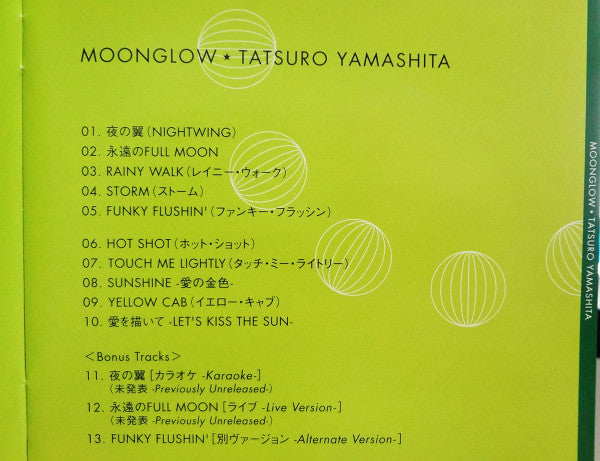 MOONGLOW ★ TATSURO YAMASHITA
01. 夜の翼(NIGHTWING)
02. 永遠のFULL MOON
03. RAINY WALK(レイニー・ウォーク)
04. STORM(ストーム)
05. FUNKY FLUSHIN'(ファンキー・フラッシン)
06. HOT SHOT(ホット・ショット)
07. TOUCH ME LIGHTLY(タッチ・ミー・ライトリー)
08. SUNSHINE -愛の金色-
09. YELLOW CAB(イエロー・キャブ)
10. 愛を描いて -LET'S KISS THE SUN-
<Bonus Tracks>
11. 夜の翼[カラオケ -Karaoke-]
(未発表 -Previously Unreleased-)
12. 永遠のFULL MOON[ライブ -Live Version-]
(未発表 -Previously Unreleased-)
13. FUNKY FLUSHIN'[別ヴァージョン -Alternate Version-]
MOONGLOW • TATSURO YAMASHITA